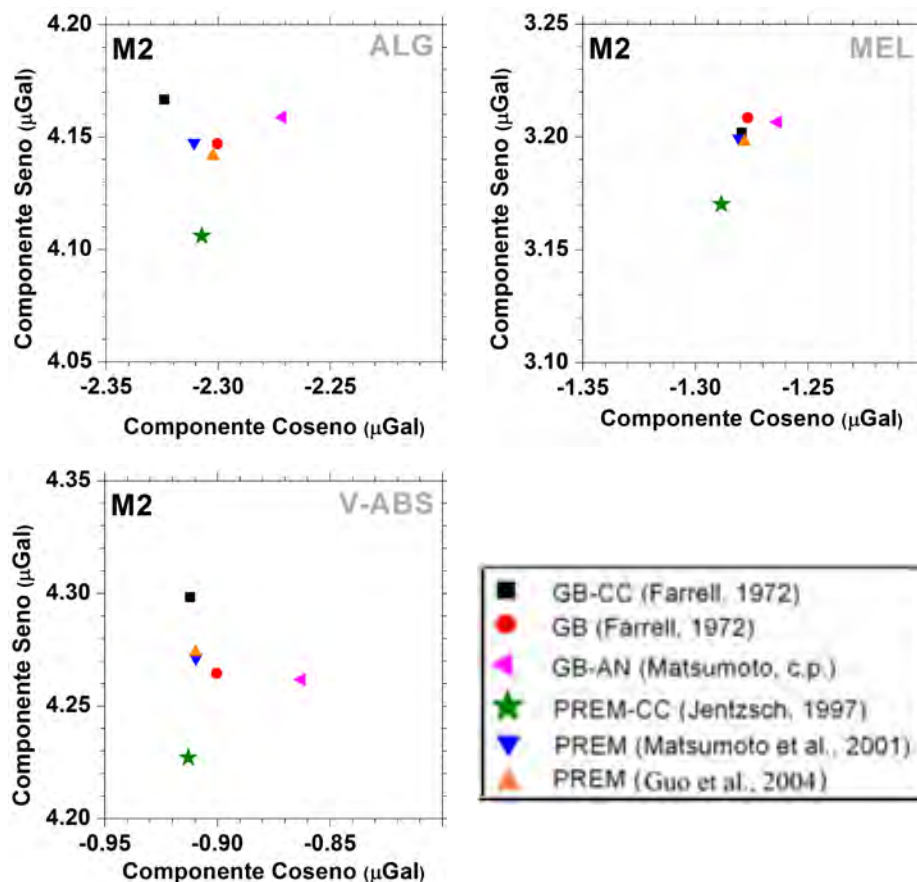 M2 ALG
Componente Seno (µGal)
4.20
4.15
4.10
4.05
-2.35 -2.30 -2.25
Componente Coseno (µGal)
M2 MEL
Componente Seno (µGal)
3.25
3.20
3.15
3.10
-1.35 -1.30 -1.25
Componente Coseno (µGal)
M2 V-ABS
Componente Seno (µGal)
4.35
4.30
4.25
4.20
-0.95 -0.90 -0.85
Componente Coseno (µGal)
GB-CC (Farrell, 1972)
GB (Farrell, 1972)
GB-AN (Matsumoto, c.p.)
PREM-CC (Jentzsch, 1997)
PREM (Matsumoto et al., 2001)
PREM (Guo et al., 2004)